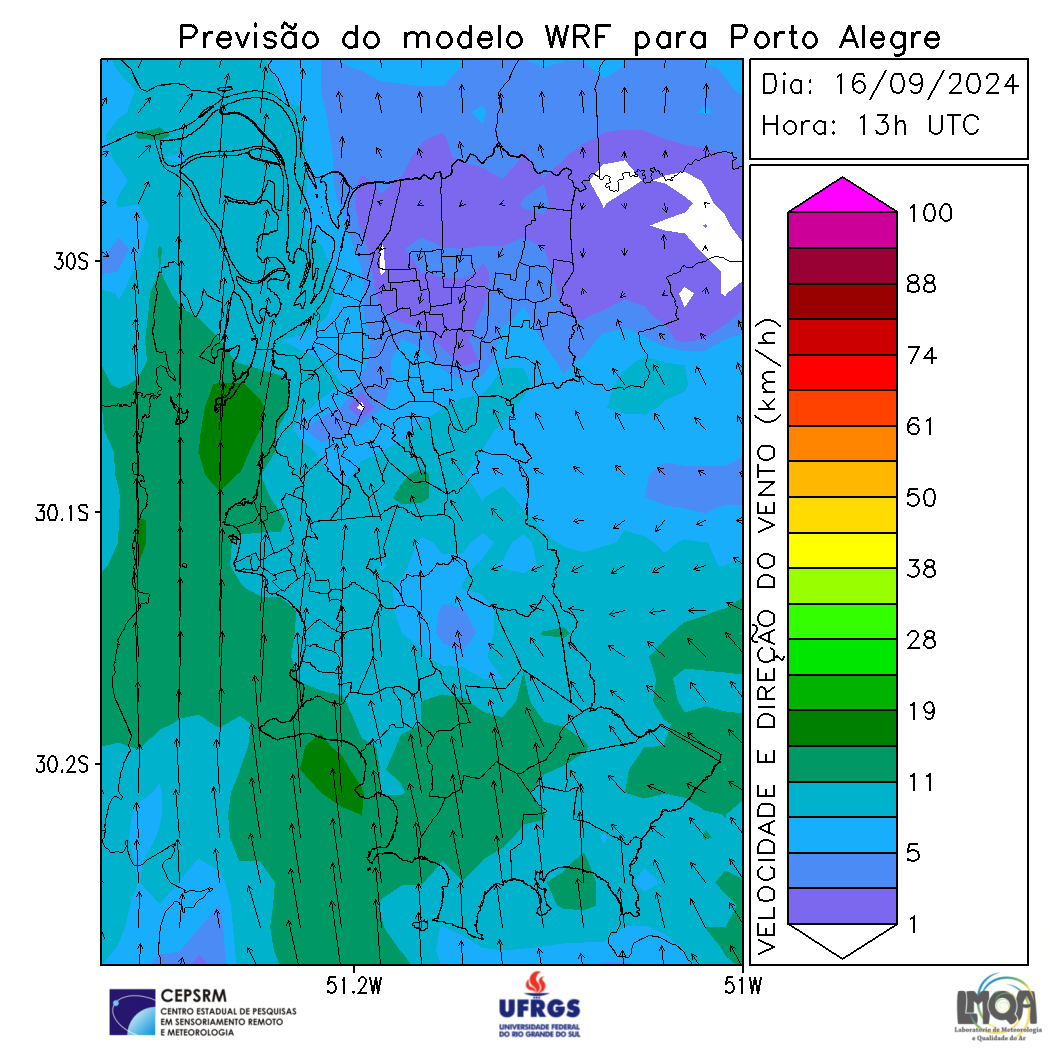 Previsão do modelo WRF para Porto Alegre
Dia: 16/09/2024
Hora: 13h UTC
30S
30.1S
30.2S
51.2W
51W
VELOCIDADE E DIREÇÃO DO VENTO (km/h)
100
88
74
61
50
38
28
19
11
5
1
CEPSRM
CENTRO ESTADUAL DE PESQUISAS
EM SENSORIAMENTO REMOTO
E METEOROLOGIA
UFRGS
UNIVERSIDADE FEDERAL
DO RIO GRANDE DO SUL
LMQA
Laboratório de Meteorologia
e Qualidade do Ar